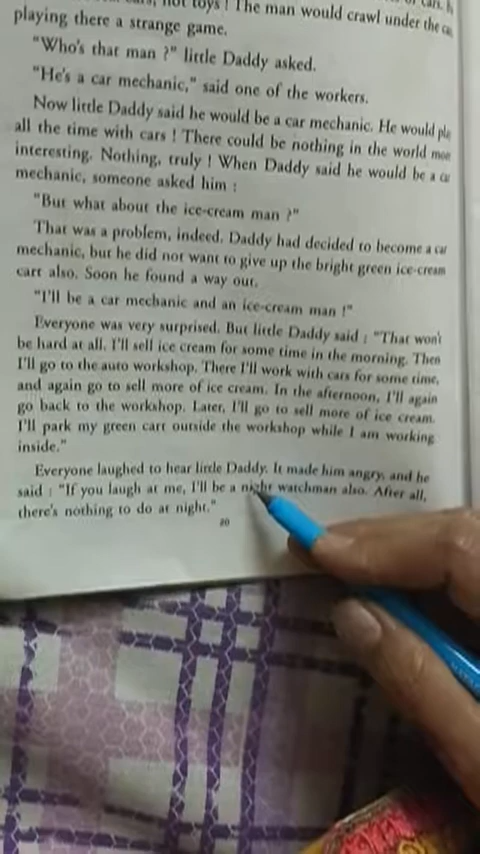 not toys ! The man would crawl under the
playing there a strange game.
"Who's that man ?" little Daddy asked.
"He's a car mechanic," said one of the workers.
Now little Daddy said he would be a car mechanic. He would
all the time with cars ! There could be nothing in the world
interesting. Nothing, truly ! When Daddy said he would be a
mechanic, someone asked him :
"But what about the ice-cream man ?"
That was a problem, indeed. Daddy had decided to become a car
mechanic, but he did not want to give up the bright green ice-cream
cart also. Soon he found a way out.
"I'll be a car mechanic and an ice-cream man !"
Everyone was very surprised. But little Daddy said : "That won't
be hard at all. I'll sell ice cream for some time in the morning. Then
I'll go to the auto workshop. There I'll work with cars for some time,
and again go to sell more of ice cream. In the afternoon, I'll again
go back to the workshop. Later, I'll go to sell more of ice cream.
I'll park my green cart outside the workshop while I am working
inside."
Everyone laughed to hear little Daddy. It made him angry, and he
said : "If you laugh at me, I'll be a night watchman also. After all,
there's nothing to do at night."
20